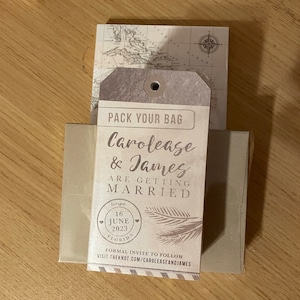 PACK YOUR BAG
Carolease
& James
ARE GETTING
MARRIED
16
JUNE
2023
FLORIDA
FORMAL INVITE TO FOLLOW
VISIT THEKNOT.COM/CAROLEASEANDJAMES